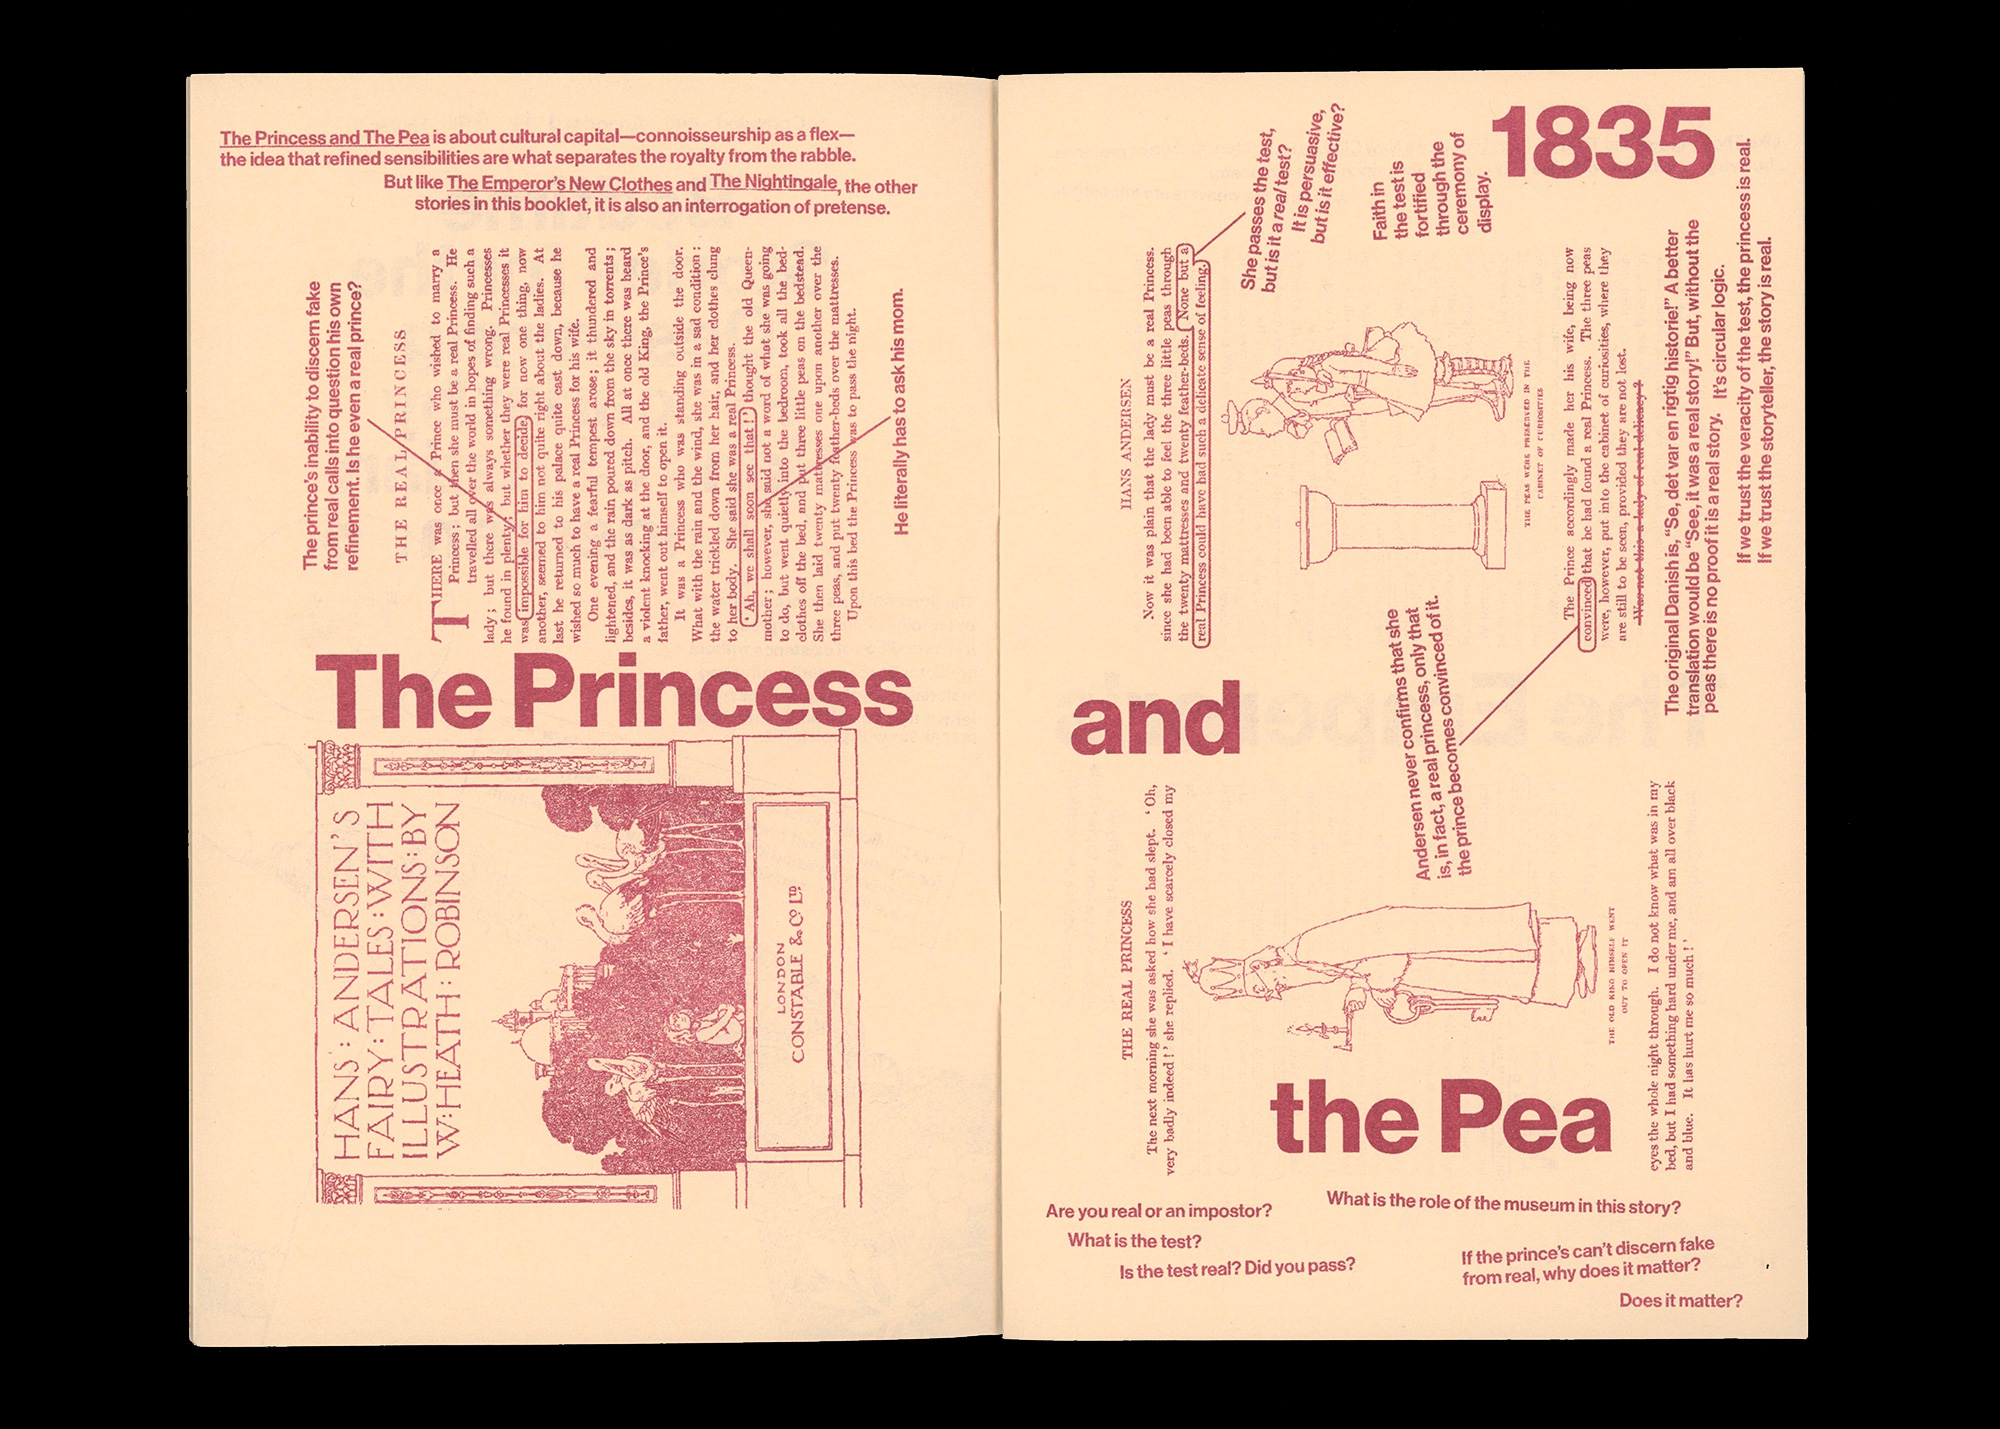 The Princess and The Pea is about cultural capital—connoisseurship as a flex—
the idea that refined sensibilities are what separates the royalty from the rabble.
But like The Emperor's New Clothes and The Nightingale, the other
stories in this booklet, it is also an interrogation of pretense.
The prince's inability to discern fake
from real calls into question his own
refinement. Is he even a real prince?
THE REAL PRINCESS
THERE was once a Prince who wished to marry a
Princess; but then she must be a real Princess. He
travelled all over the world in hopes of finding such a
lady; but there was always something wrong. Princesses
he found in plenty; but whether they were real Princesses it
was impossible for him to decide, for now one thing, now
another, seemed to him not quite right about the ladies. At
last he returned to his palace quite cast down, because he
wished so much to have a real Princess for his wife.
One evening a fearful tempest arose; it thundered and
lightened, and the rain poured down from the sky in torrents;
besides, it was as dark as pitch. All at once there was heard
a violent knocking at the door, and the old King, the Prince's
father, went out himself to open it.
It was a Princess who was standing outside the door.
What with the rain and the wind, she was in a sad condition:
the water trickled down from her hair, and her clothes clung
to her body. She said she was a real Princess.
'Ah, we shall soon see that!' thought the old Queen-
mother; however, she said not a word of what she was going
to do, but went quietly into the bedroom, took all the bed-
clothes off the bed, and put three little peas on the bedstead.
She then laid twenty mattresses one upon another over the
three peas, and put twenty feather-beds over the mattresses.
Upon this bed the Princess was to pass the night.
He literally has to ask his mom.
The Princess
HANS : ANDERSEN'S
FAIRY : TALES : WITH
ILLUSTRATIONS : BY
W : HEATH : ROBINSON
LONDON
CONSTABLE & CO LTD
1835
She passes the test,
but is it a real test?
It is persuasive,
but is it effective?
Faith in
the test is
fortified
through the
ceremony of
display.
HANS ANDERSEN
Now it was plain that the lady must be a real Princess.
since she had been able to feel the three little peas through
the twenty mattresses and twenty feather-beds. None but a
real Princess could have had such a delicate sense of feeling.
THE PEAS WERE PRESERVED IN THE
CABINET OF CURIOSITIES
The Prince accordingly made her his wife, being now
convinced that he had found a real Princess. The three peas
were, however, put into the cabinet of curiosities, where they
are still to be seen, provided they are not lost.
Was not this a lady of real delicacy?
The original Danish is, "Se, det var en rigtig historie!" A better
translation would be "See, it was a real story!" But, without the
peas there is no proof it is a real story. It's circular logic.
If we trust the veracity of the test, the princess is real.
If we trust the storyteller, the story is real.
and
Andersen never confirms that she
is, in fact, a real princess, only that
the prince becomes convinced of it.
THE REAL PRINCESS
The next morning she was asked how she had slept. 'Oh,
very badly indeed!' she replied. 'I have scarcely closed my
THE OLD KING HIMSELF WENT
OUT TO OPEN IT
eyes the whole night through. I do not know what was in my
bed, but I had something hard under me, and am all over black
and blue. It has hurt me so much!'
the Pea
Are you real or an impostor?
What is the test?
Is the test real? Did you pass?
What is the role of the museum in this story?
If the prince's can't discern fake
from real, why does it matter?
Does it matter?